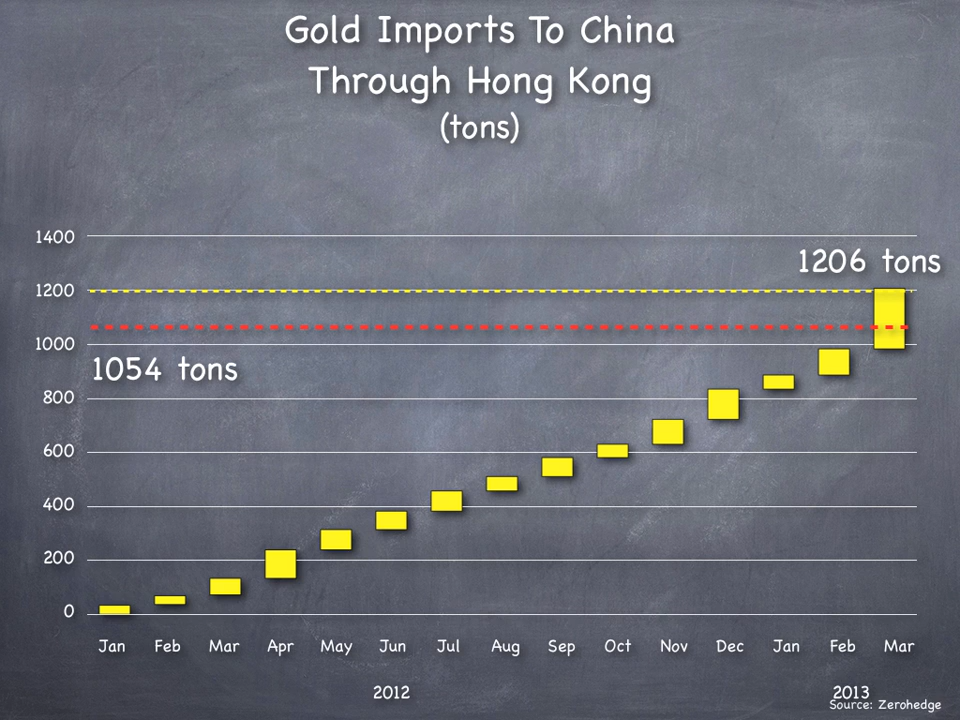 Gold Imports To China
Through Hong Kong
(tons)
1400
1206 tons
1200
1000
1054 tons
800
600
400
200
0
Jan Feb Mar Apr May Jun Jul Aug Sep Oct Nov Dec Jan Feb Mar
2012 2013
Source: Zerohedge